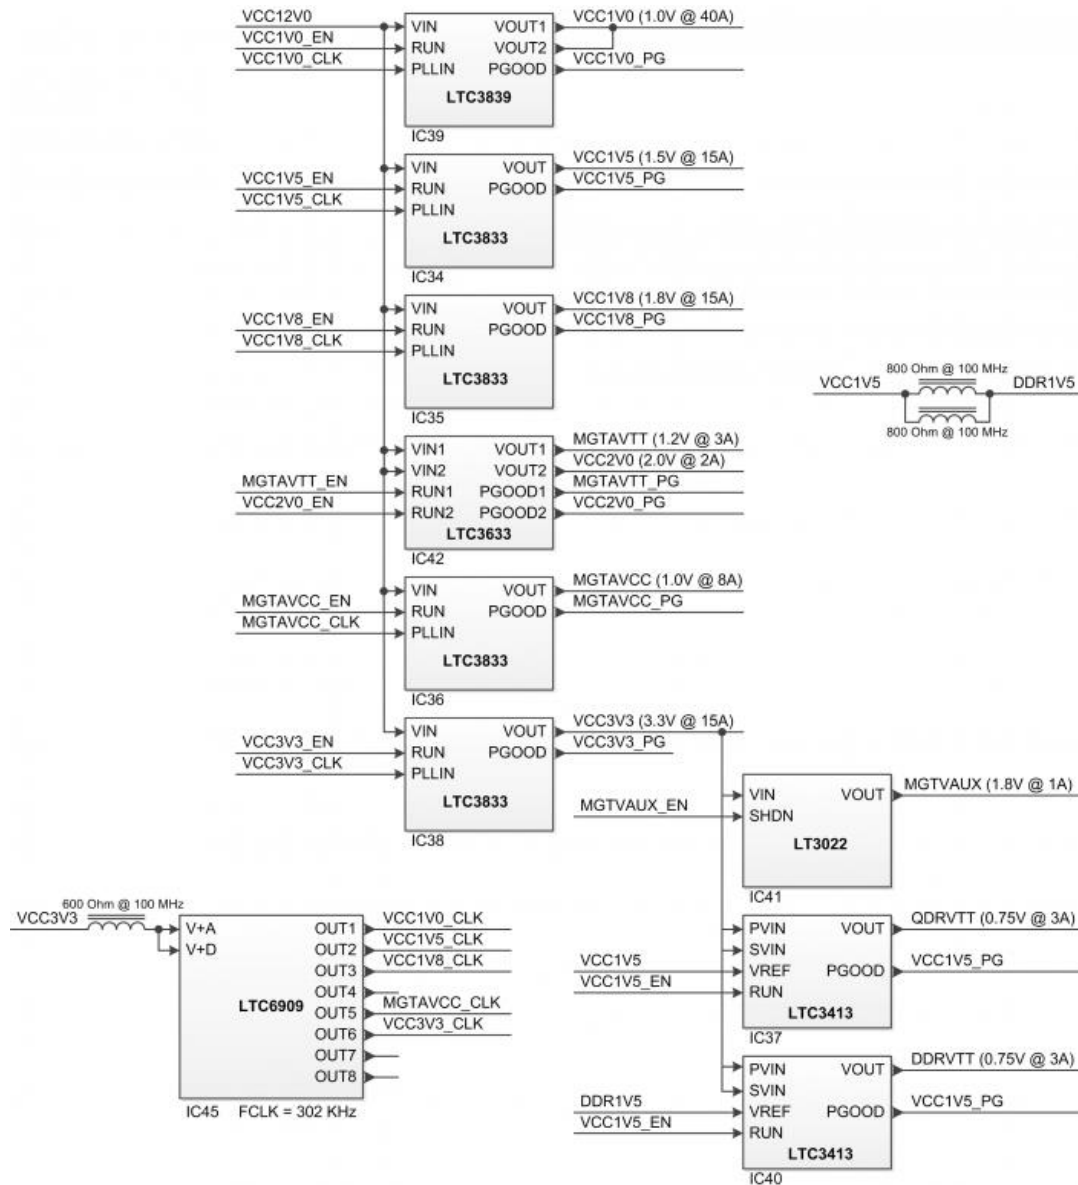 VCC12V0
VCC1V0_EN
VCC1V0_CLK
VIN VOUT1
RUN VOUT2
PLLIN PGOOD
LTC3839
IC39
VCC1V0 (1.0V @ 40A)
VCC1V0_PG
VCC1V5_EN
VCC1V5_CLK
VIN VOUT
RUN PGOOD
PLLIN
LTC3833
IC34
VCC1V5 (1.5V @ 15A)
VCC1V5_PG
VCC1V8_EN
VCC1V8_CLK
VIN VOUT
RUN PGOOD
PLLIN
LTC3833
IC35
VCC1V8 (1.8V @ 15A)
VCC1V8_PG
800 Ohm @ 100 MHz
VCC1V5 DDR1V5
800 Ohm @ 100 MHz
MGTAVTT_EN
VCC2V0_EN
VIN1 VOUT1
VIN2 VOUT2
RUN1 PGOOD1
RUN2 PGOOD2
LTC3633
IC42
MGTAVTT (1.2V @ 3A)
VCC2V0 (2.0V @ 2A)
MGTAVTT_PG
VCC2V0_PG
MGTAVCC_EN
MGTAVCC_CLK
VIN VOUT
RUN PGOOD
PLLIN
LTC3833
IC36
MGTAVCC (1.0V @ 8A)
MGTAVCC_PG
VCC3V3_EN
VCC3V3_CLK
VIN VOUT
RUN PGOOD
PLLIN
LTC3833
IC38
VCC3V3 (3.3V @ 15A)
VCC3V3_PG
MGTVAUX_EN
VIN VOUT
SHDN
LT3022
IC41
MGTVAUX (1.8V @ 1A)
600 Ohm @ 100 MHz
VCC3V3
V+A OUT1
V+D OUT2
OUT3
OUT4
LTC6909
OUT5
OUT6
OUT7
OUT8
IC45 FCLK = 302 KHz
VCC1V0_CLK
VCC1V5_CLK
VCC1V8_CLK
MGTAVCC_CLK
VCC3V3_CLK
VCC1V5
VCC1V5_EN
PVIN VOUT
SVIN
VREF PGOOD
RUN
LTC3413
IC37
QDRVTT (0.75V @ 3A)
VCC1V5_PG
DDR1V5
VCC1V5_EN
PVIN VOUT
SVIN
VREF PGOOD
RUN
LTC3413
IC40
DDRVTT (0.75V @ 3A)
VCC1V5_PG